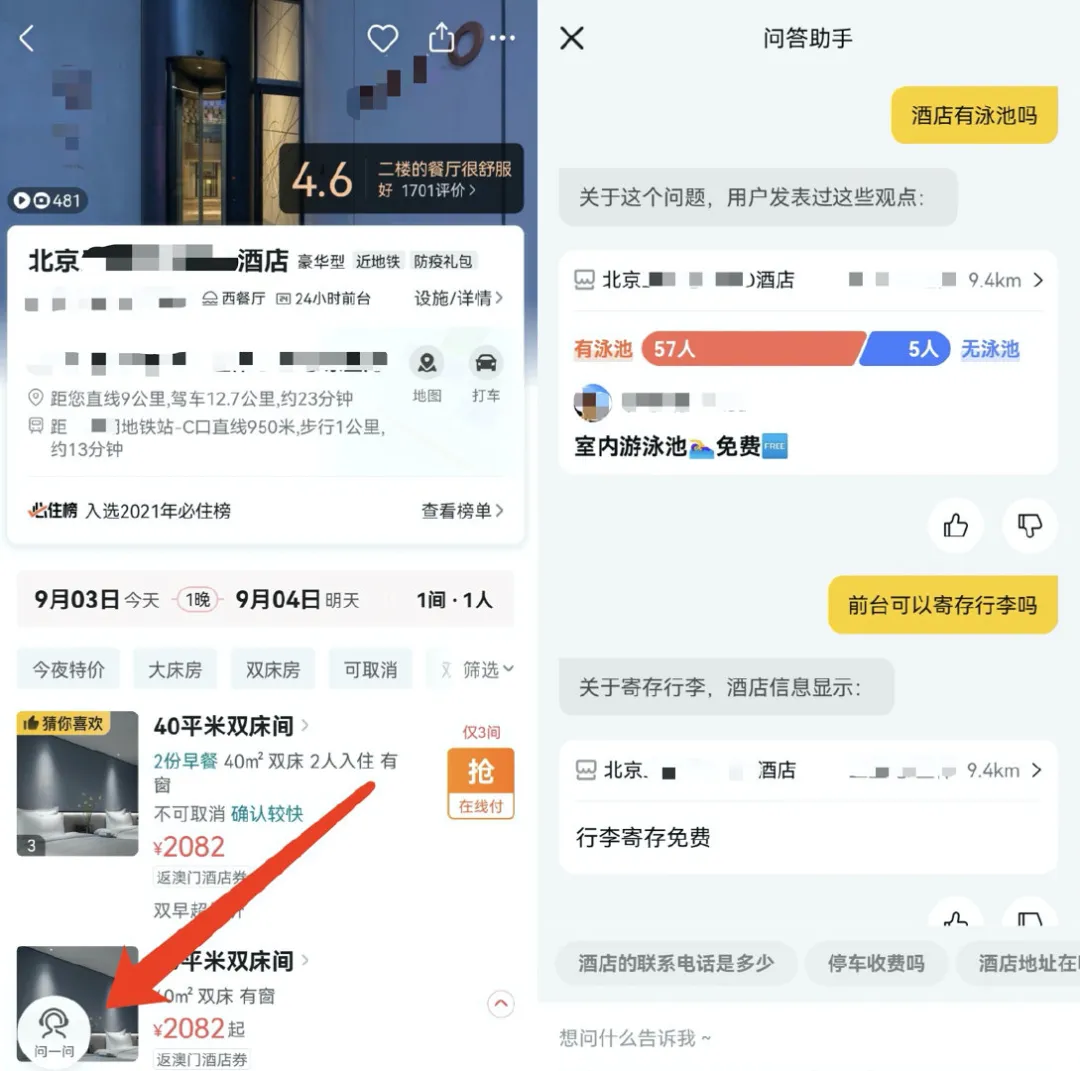 481
4.6
二楼的餐厅很舒服
好 1701评价
北京
酒店
豪华型
近地铁
防疫礼包
西餐厅
24小时前台
设施/详情
地图
打车
距您直线9公里,驾车12.7公里,约23分钟
距
地铁站-C口直线950米,步行1公里,
约13分钟
必住榜 入选2021年必住榜
查看榜单
9月03日 今天
1晚
9月04日 明天
1间·1人
今夜特价
大床房
双床房
可取消
筛选
猜你喜欢
40平米双床间
仅3间
2份早餐 40m² 双床 2人入住 有
窗
抢
不可取消 确认较快
在线付
3
¥2082
返澳门酒店券
双早超
平米双床间
0m² 双床 有窗
问一问
¥2082起
返澳门酒店券
问答助手
酒店有泳池吗
关于这个问题，用户发表过这些观点:
北京
酒店
9.4km
有泳池
57人
5人
无泳池
室内游泳池🏊免费🆓
前台可以寄存行李吗
关于寄存行李，酒店信息显示:
北京
酒店
9.4km
行李寄存免费
酒店的联系电话是多少
停车收费吗
酒店地址在
想问什么告诉我 ~